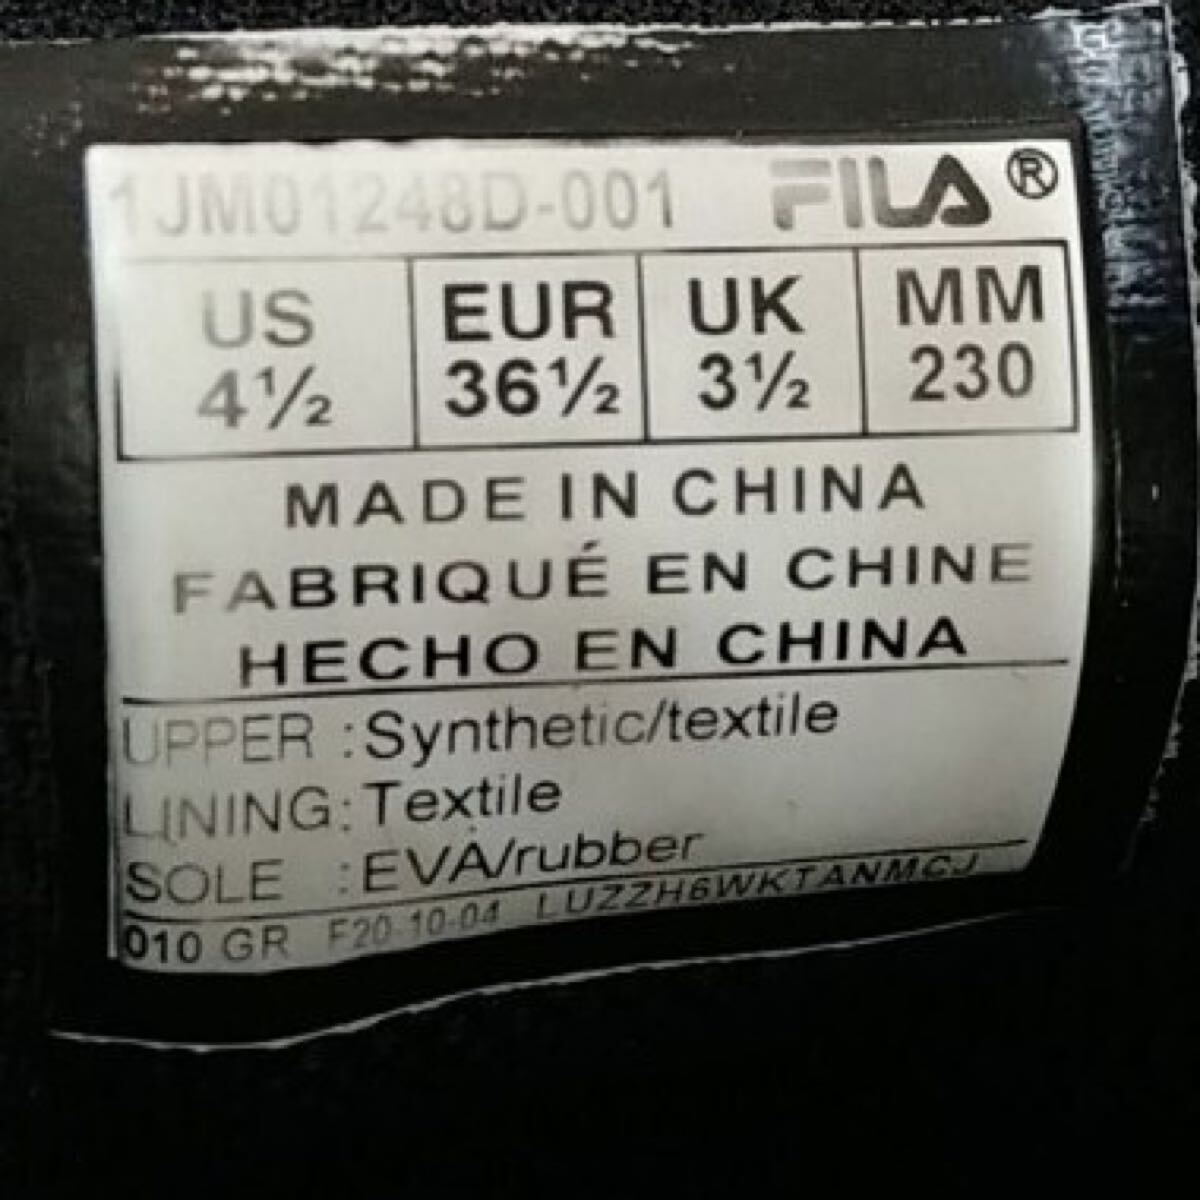 1JM01248D-001 FILA®
US EUR UK MM
4½ 36½ 3½ 230
MADE IN CHINA
FABRIQUÉ EN CHINE
HECHO EN CHINA
UPPER :Synthetic/textile
LINING:Textile
SOLE :EVA/rubber
010 GR F20-10-04 LUZZH6WKTANMCJ